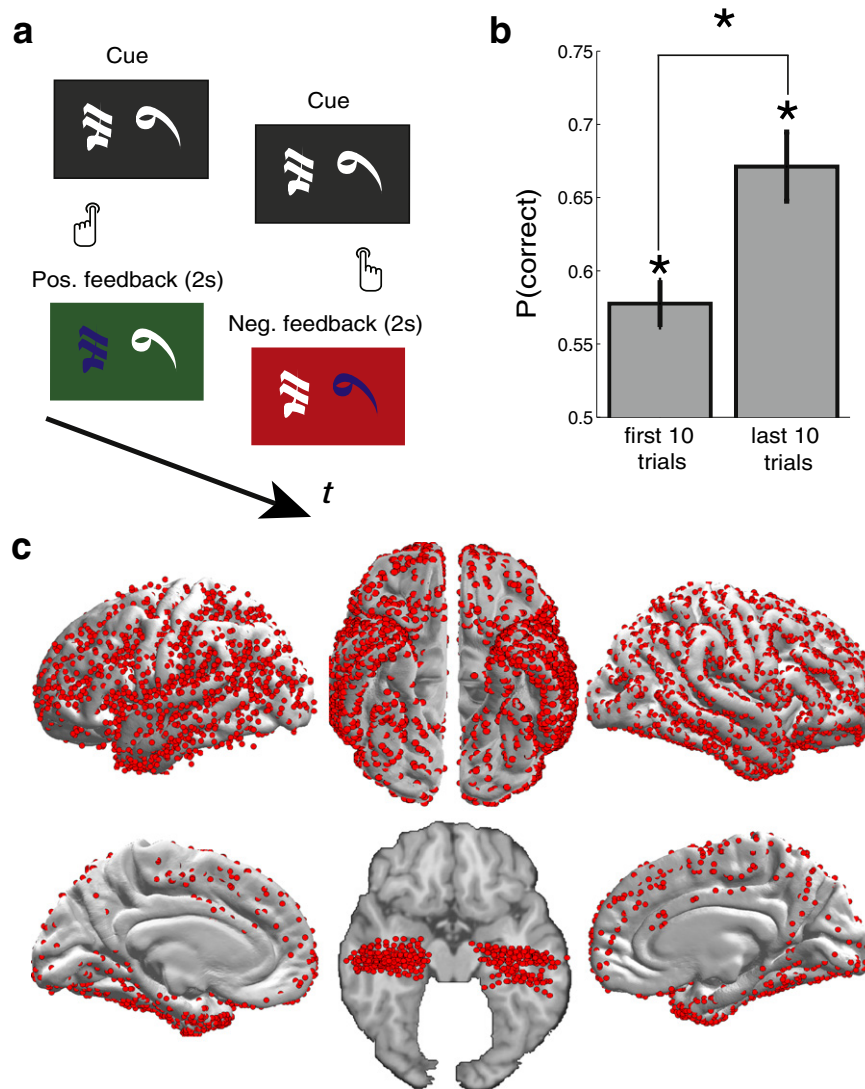 a
Cue
Cue
Pos. feedback (2s)
Neg. feedback (2s)
t
b
*
0.75
0.7
0.65
0.6
0.55
0.5
P(correct)
*
*
first 10
trials
last 10
trials
c